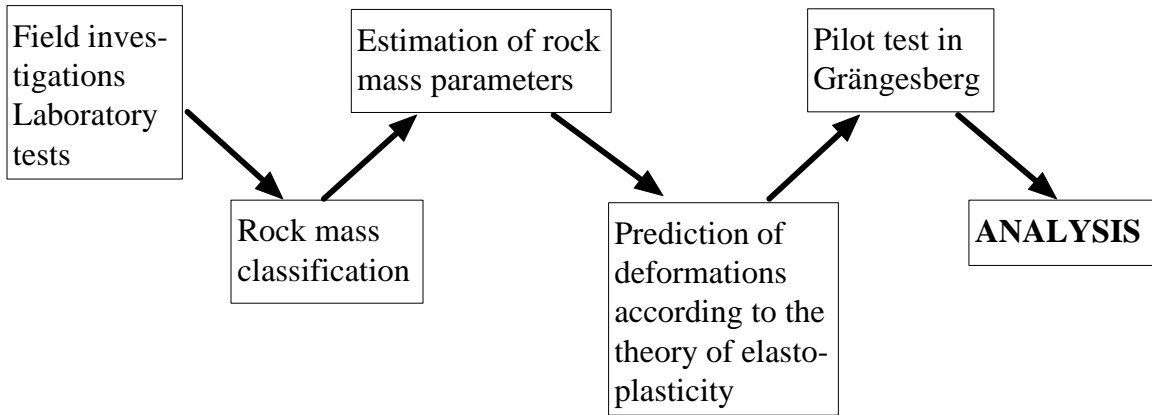 Field inves-
tigations
Laboratory
tests
Rock mass
classification
Estimation of rock
mass parameters
Prediction of
deformations
according to the
theory of elasto-
plasticity
Pilot test in
Grängesberg
ANALYSIS